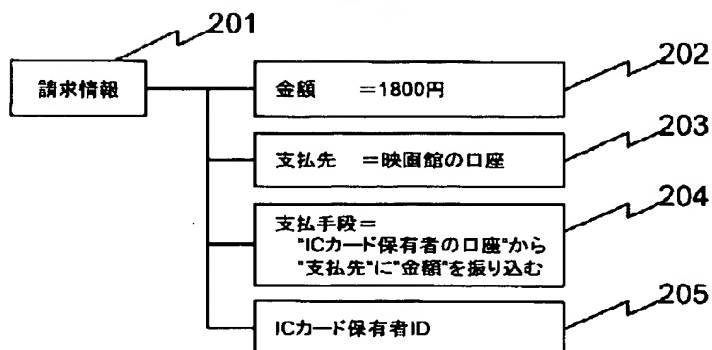 201
請求情報
202
金額　＝1800円
203
支払先　＝映画館の口座
204
支払手段＝
"ICカード保有者の口座"から
"支払先"に"金額"を振り込む
205
ICカード保有者ID